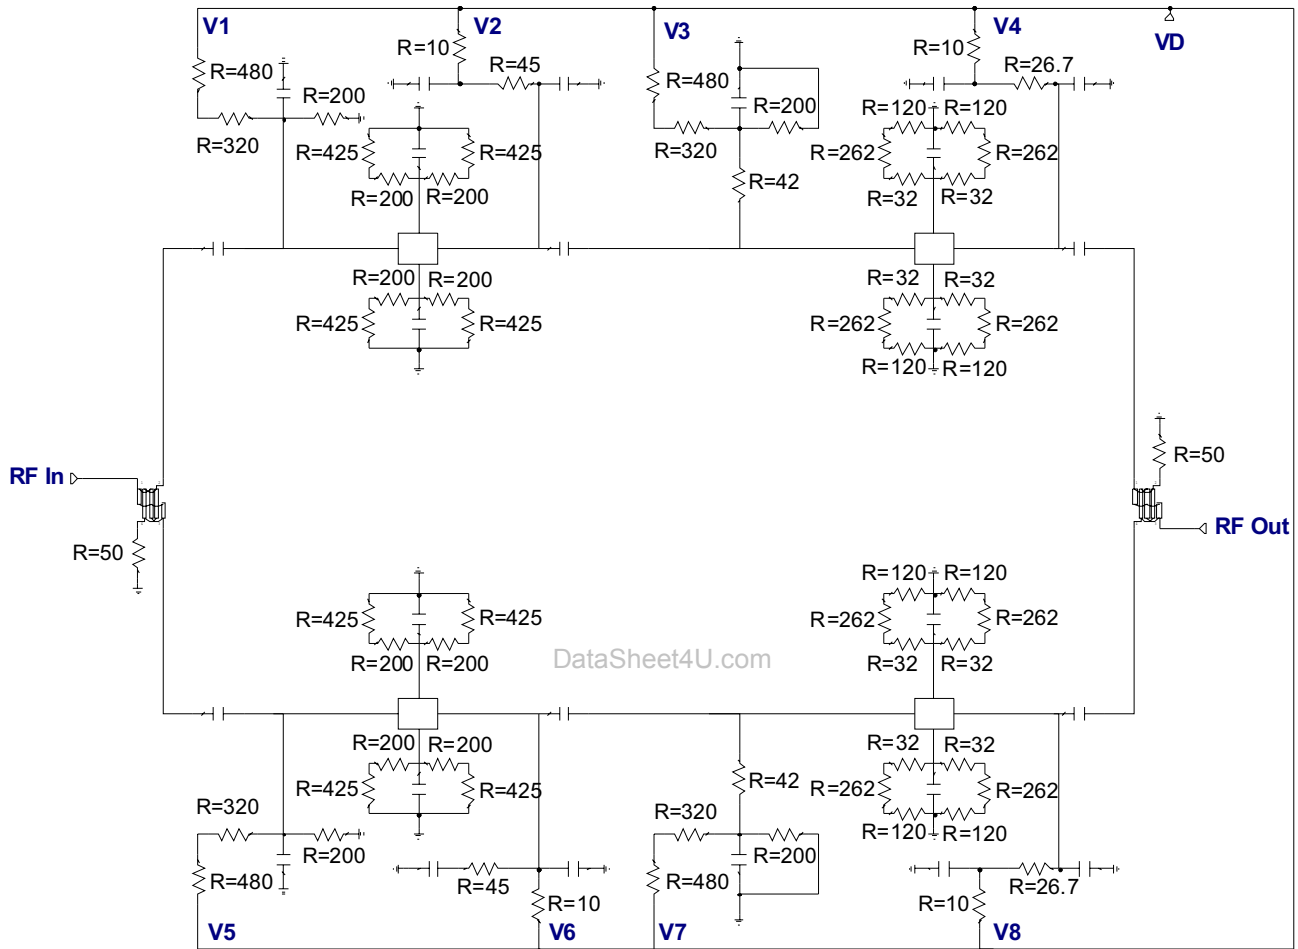 V1
V2
V3
V4
VD
R=10
R=45
R=10
R=26.7
R=480
R=200
R=480
R=200
R=320
R=320
R=120 R=120
R=425
R=425
R=262
R=262
R=200 R=200
R=42
R=32 R=32
R=200 R=200
R=32 R=32
R=425
R=425
R=262
R=262
R=120 R=120
R=50
RF In
RF Out
R=50
R=120 R=120
R=425
R=425
R=262
R=262
R=200 R=200
DataSheet4U.com
R=32 R=32
R=200 R=200
R=32 R=32
R=425
R=425
R=42
R=262
R=262
R=320
R=320
R=120 R=120
R=200
R=200
R=480
R=45
R=480
R=26.7
R=10
R=10
V5
V6
V7
V8